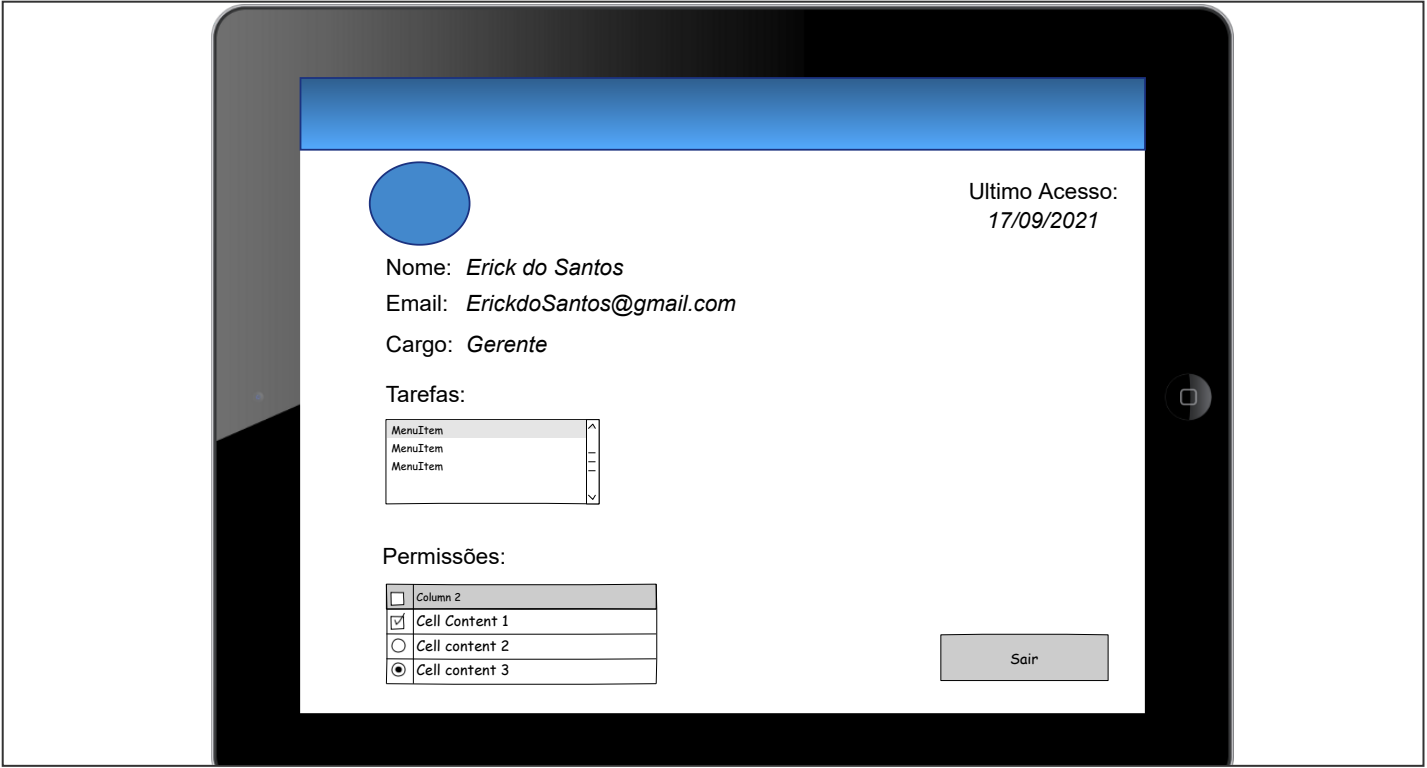 Ultimo Acesso:
17/09/2021
Nome: Erick do Santos
Email: ErickdoSantos@gmail.com
Cargo: Gerente
Tarefas:
MenuItem
MenuItem
MenuItem
Permissões:
Column 2
Cell Content 1
Cell content 2
Cell content 3
Sair